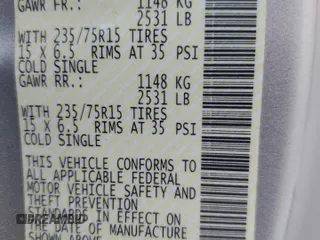 GAWR FR.: 1148 KG
2531 LB
WITH 235/75R15 TIRES
15 X 6.5 RIMS AT 35 PSI
COLD SINGLE
GAWR RR.: 1148 KG
2531 LB
WITH 235/75R15 TIRES
15 X 6.5 RIMS AT 35 PSI
COLD SINGLE
THIS VEHICLE CONFORMS TO
ALL APPLICABLE FEDERAL
MOTOR VEHICLE SAFETY AND
THEFT PREVENTION
STANDARDS IN EFFECT ON
THE DATE OF MANUFACTURE
SHOWN ABOVE